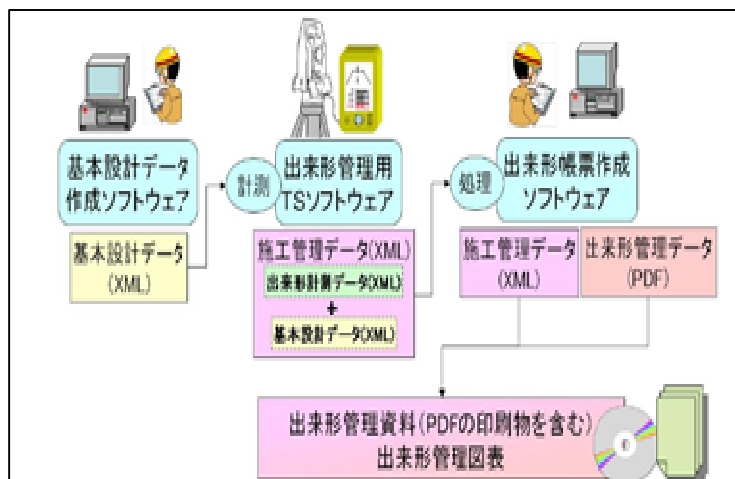 基本設計データ
作成ソフトウェア
基本設計データ
(XML)
計測
出来形管理用
TSソフトウェア
施工管理データ(XML)
出来形計測データ(XML)
+
基本設計データ(XML)
処理
出来形帳票作成
ソフトウェア
施工管理データ
(XML)
出来形管理データ
(PDF)
出来形管理資料(PDFの印刷物を含む)
出来形管理図表